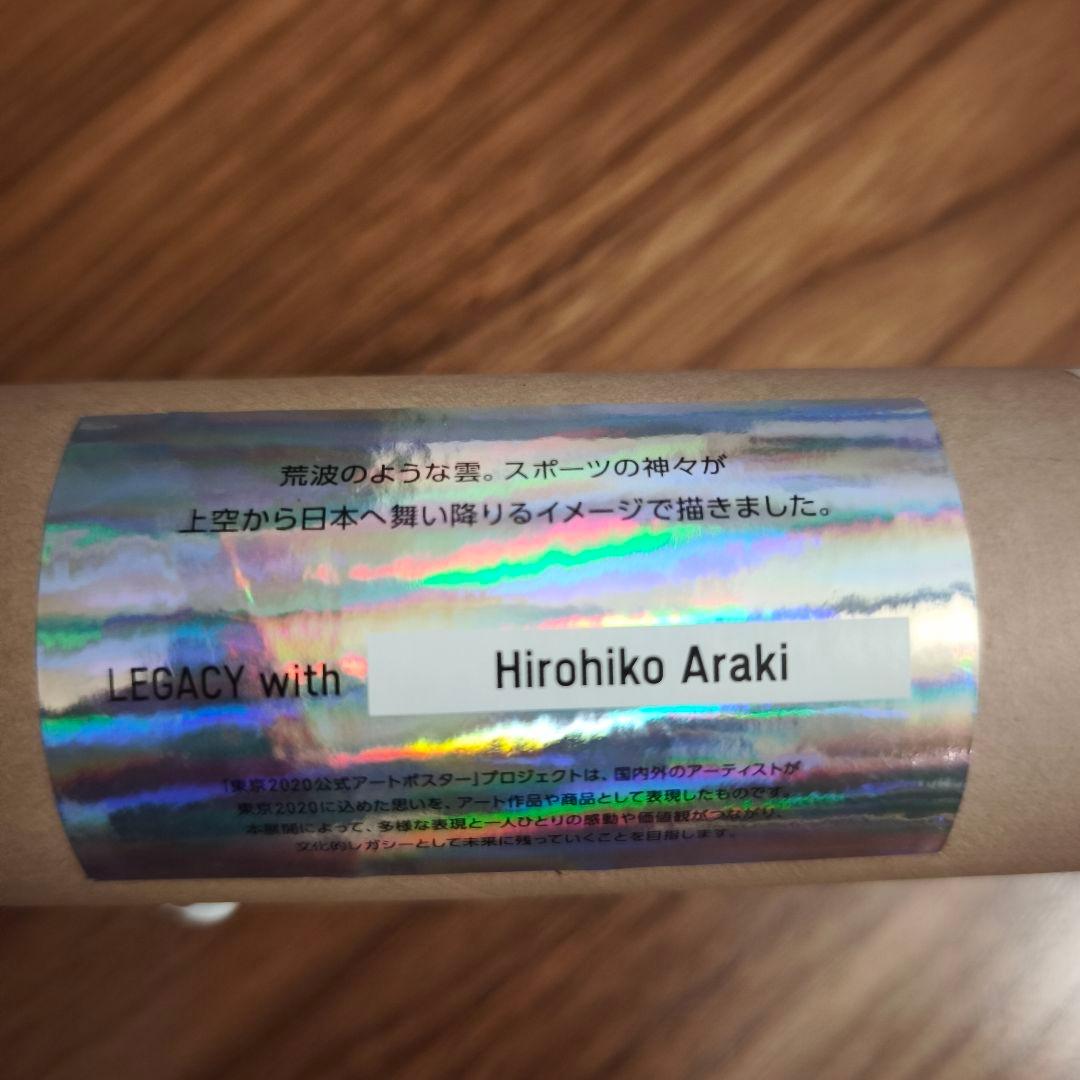 荒波のような雲。スポーツの神々が
上空から日本へ舞い降りるイメージで描きました。
LEGACY with Hirohiko Araki
「東京2020公式アートポスター」プロジェクトは、国内外のアーティストが
東京2020に込めた思いを、アート作品や商品として表現したものです。
本展開によって、多様な表現と一人ひとりの感動や価値観がつながり、
文化的レガシーとして未来に残っていくことを目指します。